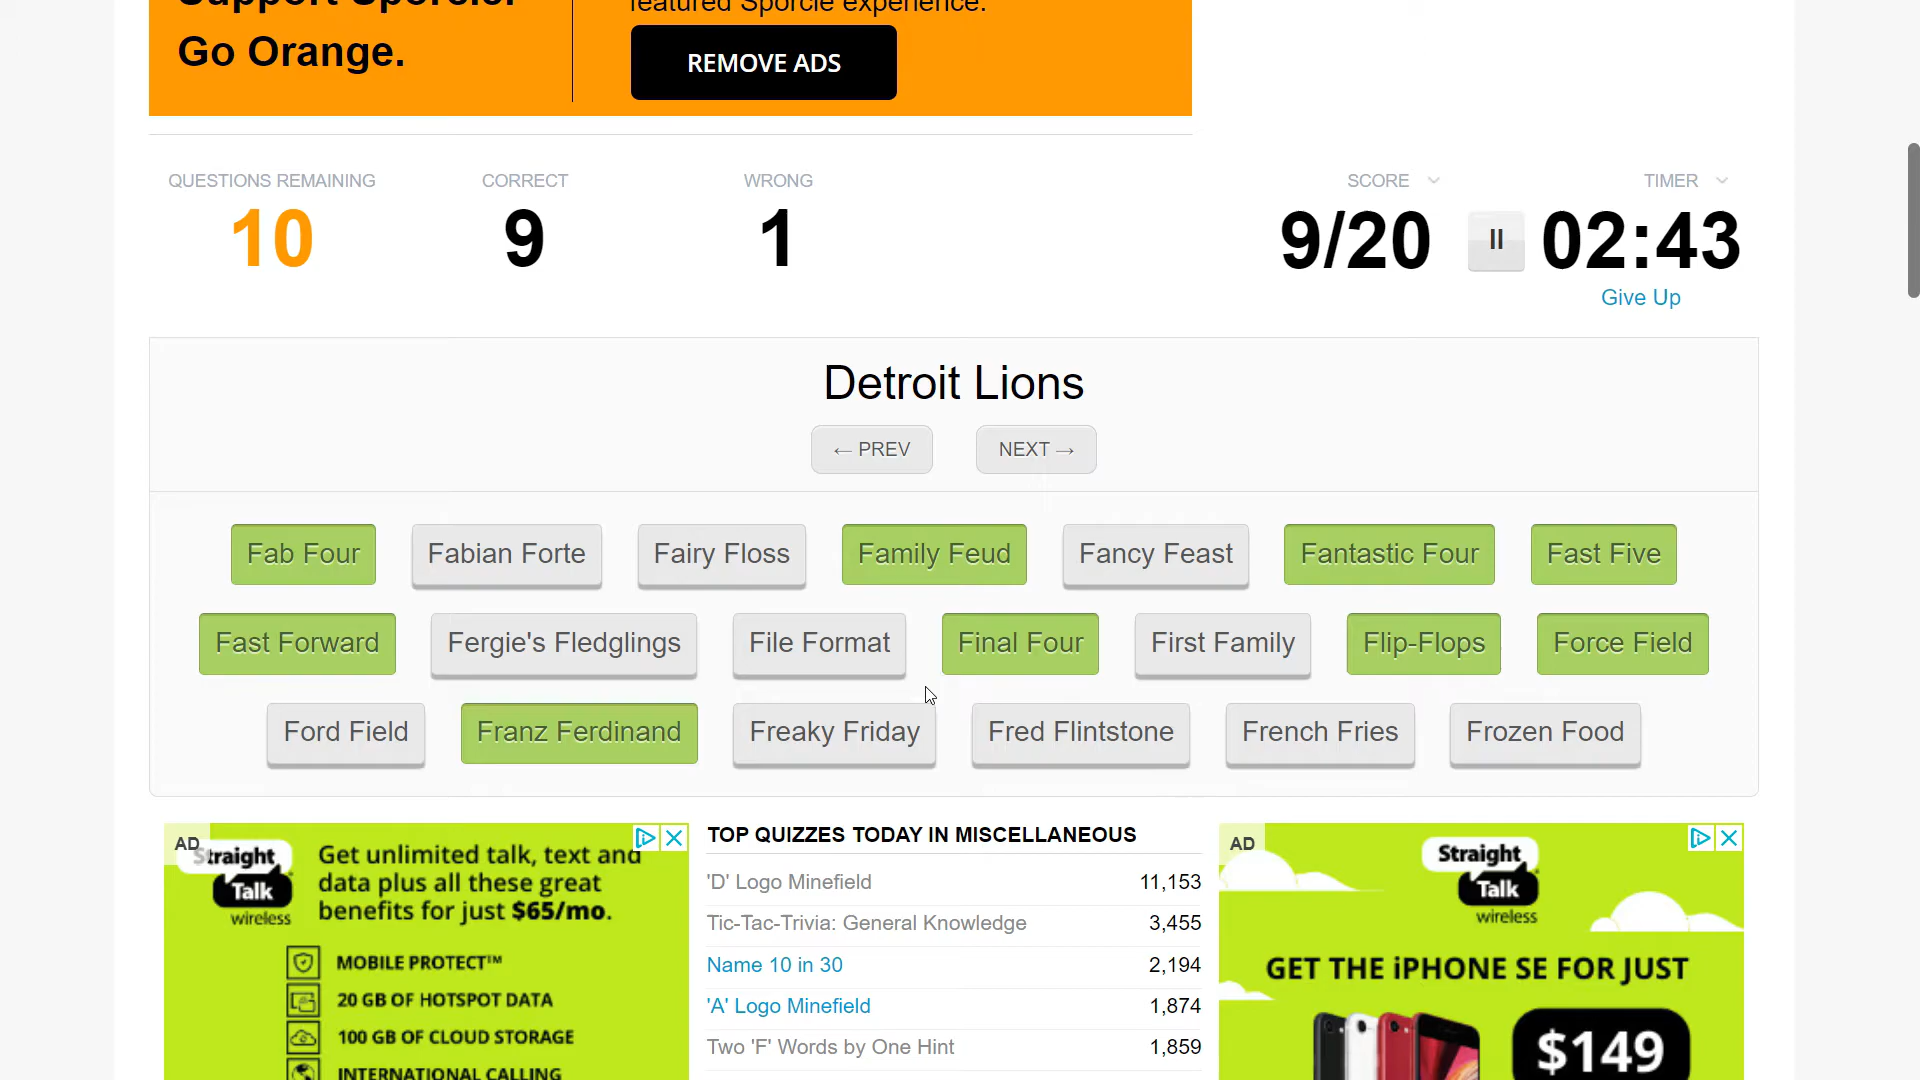 Go Orange.
featured Sporcle experience.
REMOVE ADS
QUESTIONS REMAINING
CORRECT
WRONG
SCORE
TIMER
10
9
1
9/20
02:43
Give Up
Detroit Lions
← PREV
NEXT →
Fab Four
Fabian Forte
Fairy Floss
Family Feud
Fancy Feast
Fantastic Four
Fast Five
Fast Forward
Fergie's Fledglings
File Format
Final Four
First Family
Flip-Flops
Force Field
Ford Field
Franz Ferdinand
Freaky Friday
Fred Flintstone
French Fries
Frozen Food
AD
Straight
Talk
wireless
Get unlimited talk, text and
data plus all these great
benefits for just $65/mo.
MOBILE PROTECT™
20 GB OF HOTSPOT DATA
100 GB OF CLOUD STORAGE
INTERNATIONAL CALLING
TOP QUIZZES TODAY IN MISCELLANEOUS
'D' Logo Minefield 11,153
Tic-Tac-Trivia: General Knowledge 3,455
Name 10 in 30 2,194
'A' Logo Minefield 1,874
Two 'F' Words by One Hint 1,859
AD
Straight
Talk
wireless
GET THE iPHONE SE FOR JUST
$149